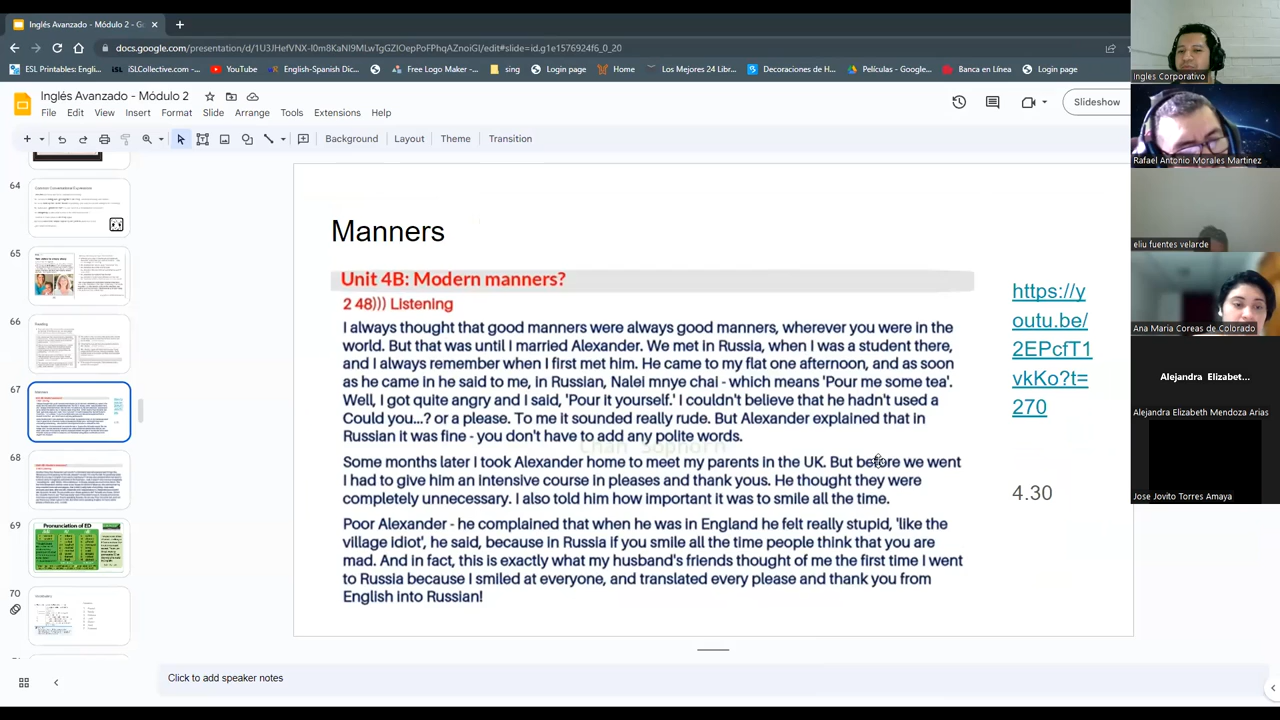 Inglés Avanzado - Módulo 2 - Go
docs.google.com/presentation/d/1U3JHefVNX-I0m8KaNI9MLwTgGZIOepPoFPhqAZnoiGI/edit#slide=id.g1e1576924f6_0_20
ESL Printables: Engli...
iSLCollective.com -...
YouTube
English-Spanish Dic...
Free Logo Maker -
Login page
Home
Los Mejores 24 Libr...
Decoraciones de H...
Películas - Google...
Banca en Línea
Login page
Inglés Avanzado - Módulo 2
File Edit View Insert Format Slide Arrange Tools Extensions Help
Slideshow
Background Layout Theme Transition
64
65
66
67
68
69
70
Pronunciation of ED
Manners
UNIT 4B: Modern manners?
2 48))) Listening
I always thought that good manners were always good manners, wherever you were in the
world. But that was until I married Alexander. We met in Russia, when I was a student there,
and I always remember when I first met him. He came to my flat one afternoon, and as soon
as he came in he said to me, in Russian, Nalei mnye chai - which means 'Pour me some tea'.
Well, I got quite angry and I said, 'Pour it yourself.' I couldn't believe that he hadn't used a
'Could you...?' or a 'please'. To me, it sounded really rude. But Alexander explained that in
Russian it was fine - you don't have to add any polite words.
Some months later I took Alexander home to meet my parents in the UK. But before we went
I had to give him an intensive course in pleases and thank yous. He thought they were
completely unnecessary. I also told him how important it was to smile all the time.
Poor Alexander - he complained that when he was in England he felt really stupid, 'like the
village idiot', he said, because in Russia if you smile all the time people think that you are
mad. And in fact, this is exactly what my husband's friends thought of me the first time I went
to Russia because I smiled at everyone, and translated every please and thank you from
English into Russian!
https://y
outu.be/
2EPcfT1
vkKo?t=
270
4.30
Click to add speaker notes
Ingles Corporativo
Rafael Antonio Morales Martinez
eliu fuentes velarde
Ana Maria Coreas de Colorado
Alejandra Elizabet...
Alejandra Elizabeth Mendoza Arias
Jose Jovito Torres Amaya